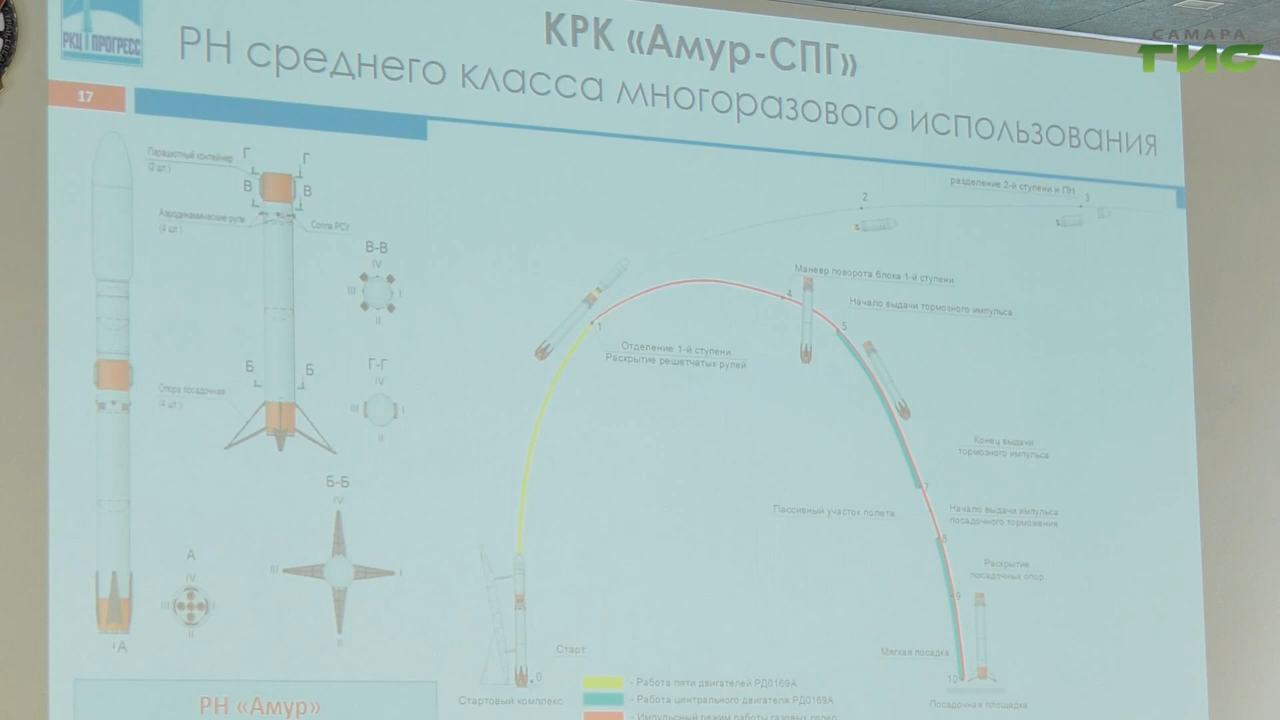 РКЦ ПРОГРЕСС
КРК «Амур-СПГ»
РН среднего класса многоразового использования
САМАРА
ГИС
17
Парашютный контейнер
(2 шт.)
Г
Г
В
В
Аэродинамические рули
(4 шт.)
Сопла РСУ
В-В
IV
III
I
II
Б
Б
Г-Г
IV
III
I
II
Опора посадочная
(4 шт.)
Б-Б
IV
III
I
II
А
IV
III
I
II
А
РН «Амур»
разделение 2-й ступени и ПН
2
3
Маневр поворота блока 1-й ступени
4
Начало выдачи тормозного импульса
5
1
Отделение 1-й ступени
Раскрытие решетчатых рулей
Конец выдачи
тормозного импульса
7
Пассивный участок полета
Начало выдачи импульса
посадочного торможения
8
Раскрытие
посадочных опор
9
Старт
Мягкая посадка
10
0
Стартовый комплекс
Посадочная площадка
- Работа пяти двигателей РД0169А
- Работа центрального двигателя РД0169А
- Импульсный режим работы газовых сопел